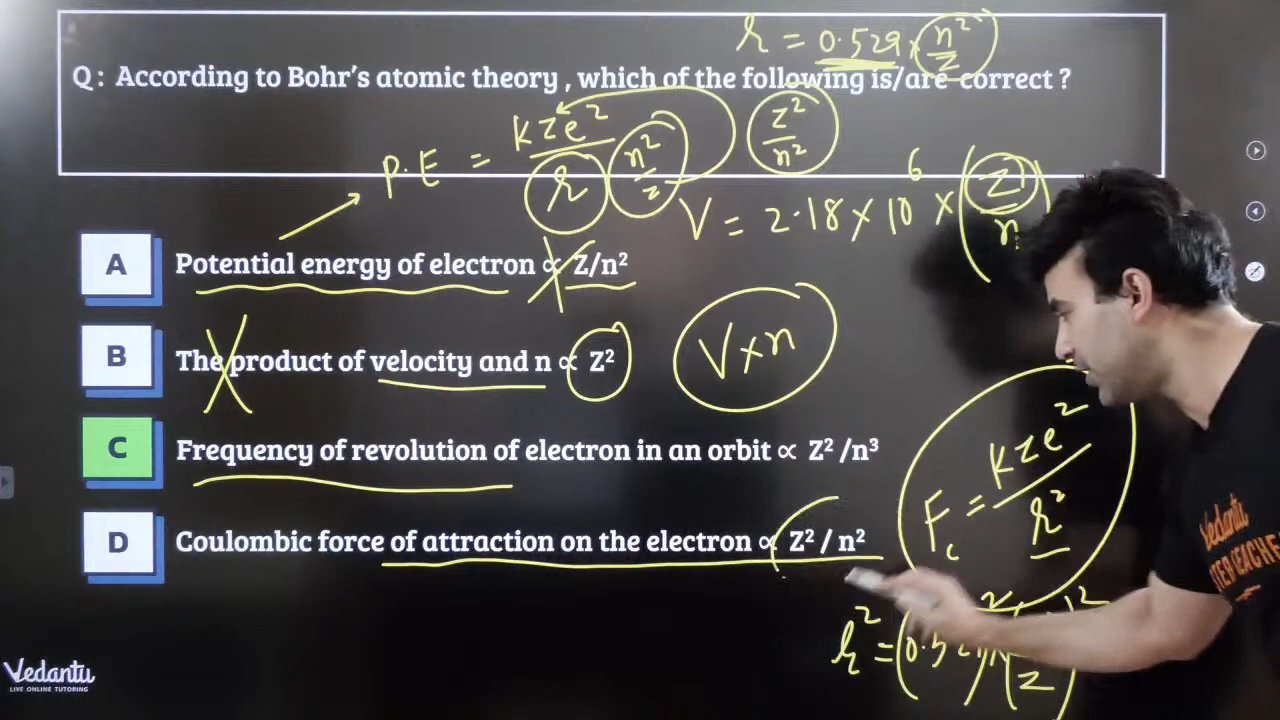 r = 0.529 × n²/Z
Q : According to Bohr's atomic theory , which of the following is/are correct ?
P.E = KZe²/r n²/Z Z²/n²
V = 2.18 × 10⁶ × (Z/n)
A Potential energy of electron ∝ Z/n²
B The product of velocity and n ∝ Z² V×n
C Frequency of revolution of electron in an orbit ∝ Z² /n³
F_c = KZe²/r²
D Coulombic force of attraction on the electron ∝ Z² / n²
r² =
Vedantu
LIVE ONLINE TUTORING
Vedantu